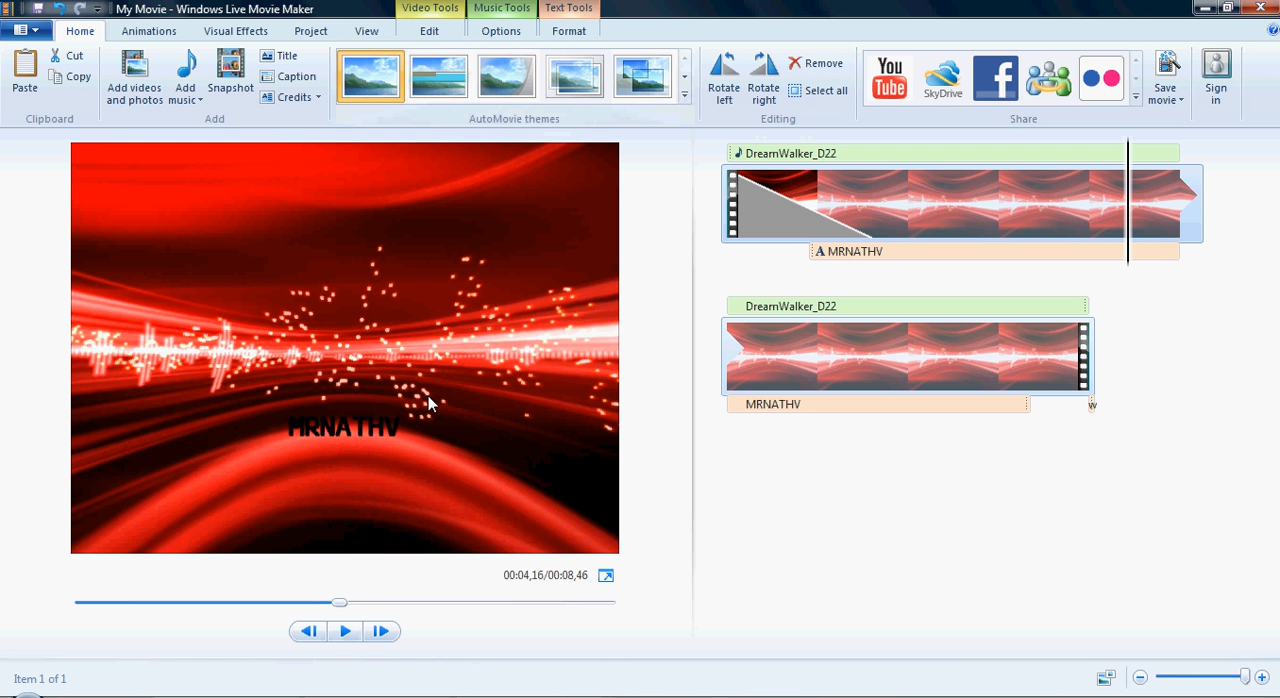 My Movie - Windows Live Movie Maker
Video Tools
Music Tools
Text Tools
Home
Animations
Visual Effects
Project
View
Edit
Options
Format
Paste
Cut
Copy
Clipboard
Add videos and photos
Add music
Snapshot
Title
Caption
Credits
Add
AutoMovie themes
Rotate left
Rotate right
Remove
Select all
Editing
You Tube
SkyDrive
f
Share
Save movie
Sign in
MRNATHV
00:04,16/00:08,46
DreamWalker_D22
A MRNATHV
DreamWalker_D22
MRNATHV
w
Item 1 of 1